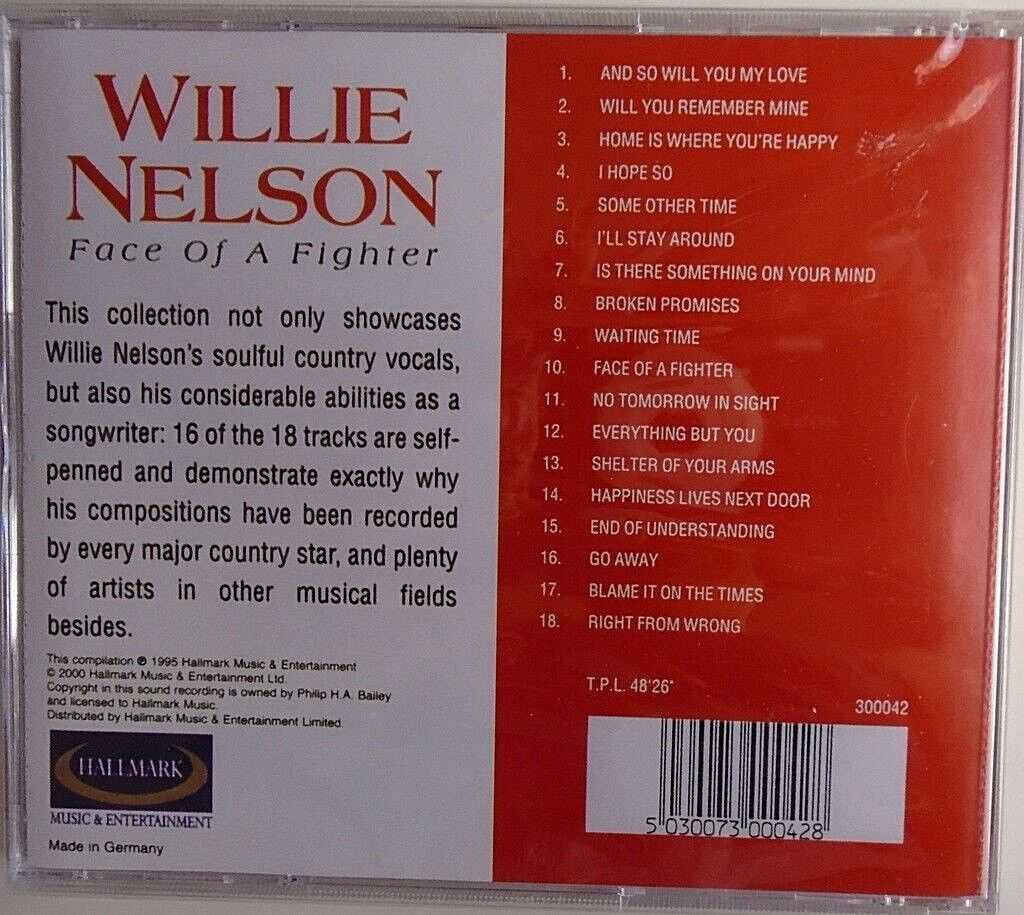 WILLIE
NELSON
Face Of A Fighter
This collection not only showcases
Willie Nelson's soulful country vocals,
but also his considerable abilities as a
songwriter: 16 of the 18 tracks are self-
penned and demonstrate exactly why
his compositions have been recorded
by every major country star, and plenty
of artists in other musical fields
besides.
This compilation ℗ 1995 Hallmark Music & Entertainment
© 2000 Hallmark Music & Entertainment Ltd.
Copyright in this sound recording is owned by Philip H.A. Bailey
and licensed to Hallmark Music.
Distributed by Hallmark Music & Entertainment Limited.
HALLMARK
MUSIC & ENTERTAINMENT
Made in Germany
1. AND SO WILL YOU MY LOVE
2. WILL YOU REMEMBER MINE
3. HOME IS WHERE YOU'RE HAPPY
4. I HOPE SO
5. SOME OTHER TIME
6. I'LL STAY AROUND
7. IS THERE SOMETHING ON YOUR MIND
8. BROKEN PROMISES
9. WAITING TIME
10. FACE OF A FIGHTER
11. NO TOMORROW IN SIGHT
12. EVERYTHING BUT YOU
13. SHELTER OF YOUR ARMS
14. HAPPINESS LIVES NEXT DOOR
15. END OF UNDERSTANDING
16. GO AWAY
17. BLAME IT ON THE TIMES
18. RIGHT FROM WRONG
T.P.L. 48'26"
300042
5 030073 000428